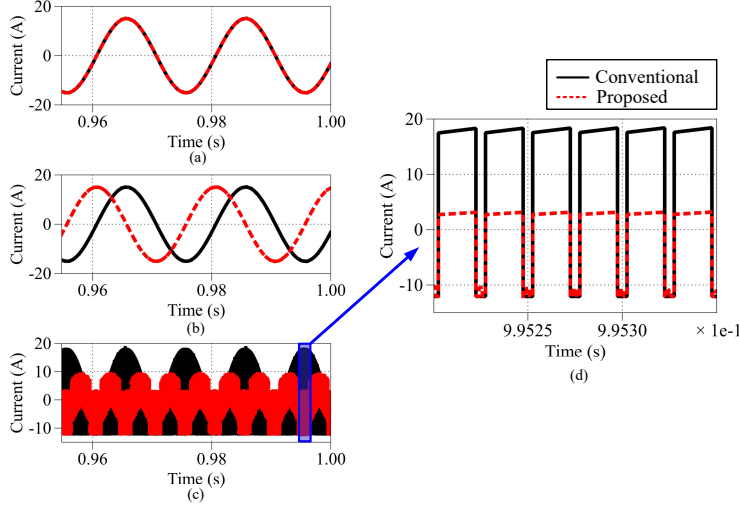 20
0
-20
Current (A)
0.96
0.98
1.00
Time (s)
(a)
20
0
-20
Current (A)
0.96
0.98
1.00
Time (s)
(b)
20
10
0
-10
Current (A)
0.96
0.98
1.00
Time (s)
(c)
Conventional
Proposed
20
10
0
-10
Current (A)
9.9525
9.9530
× 1e-1
Time (s)
(d)